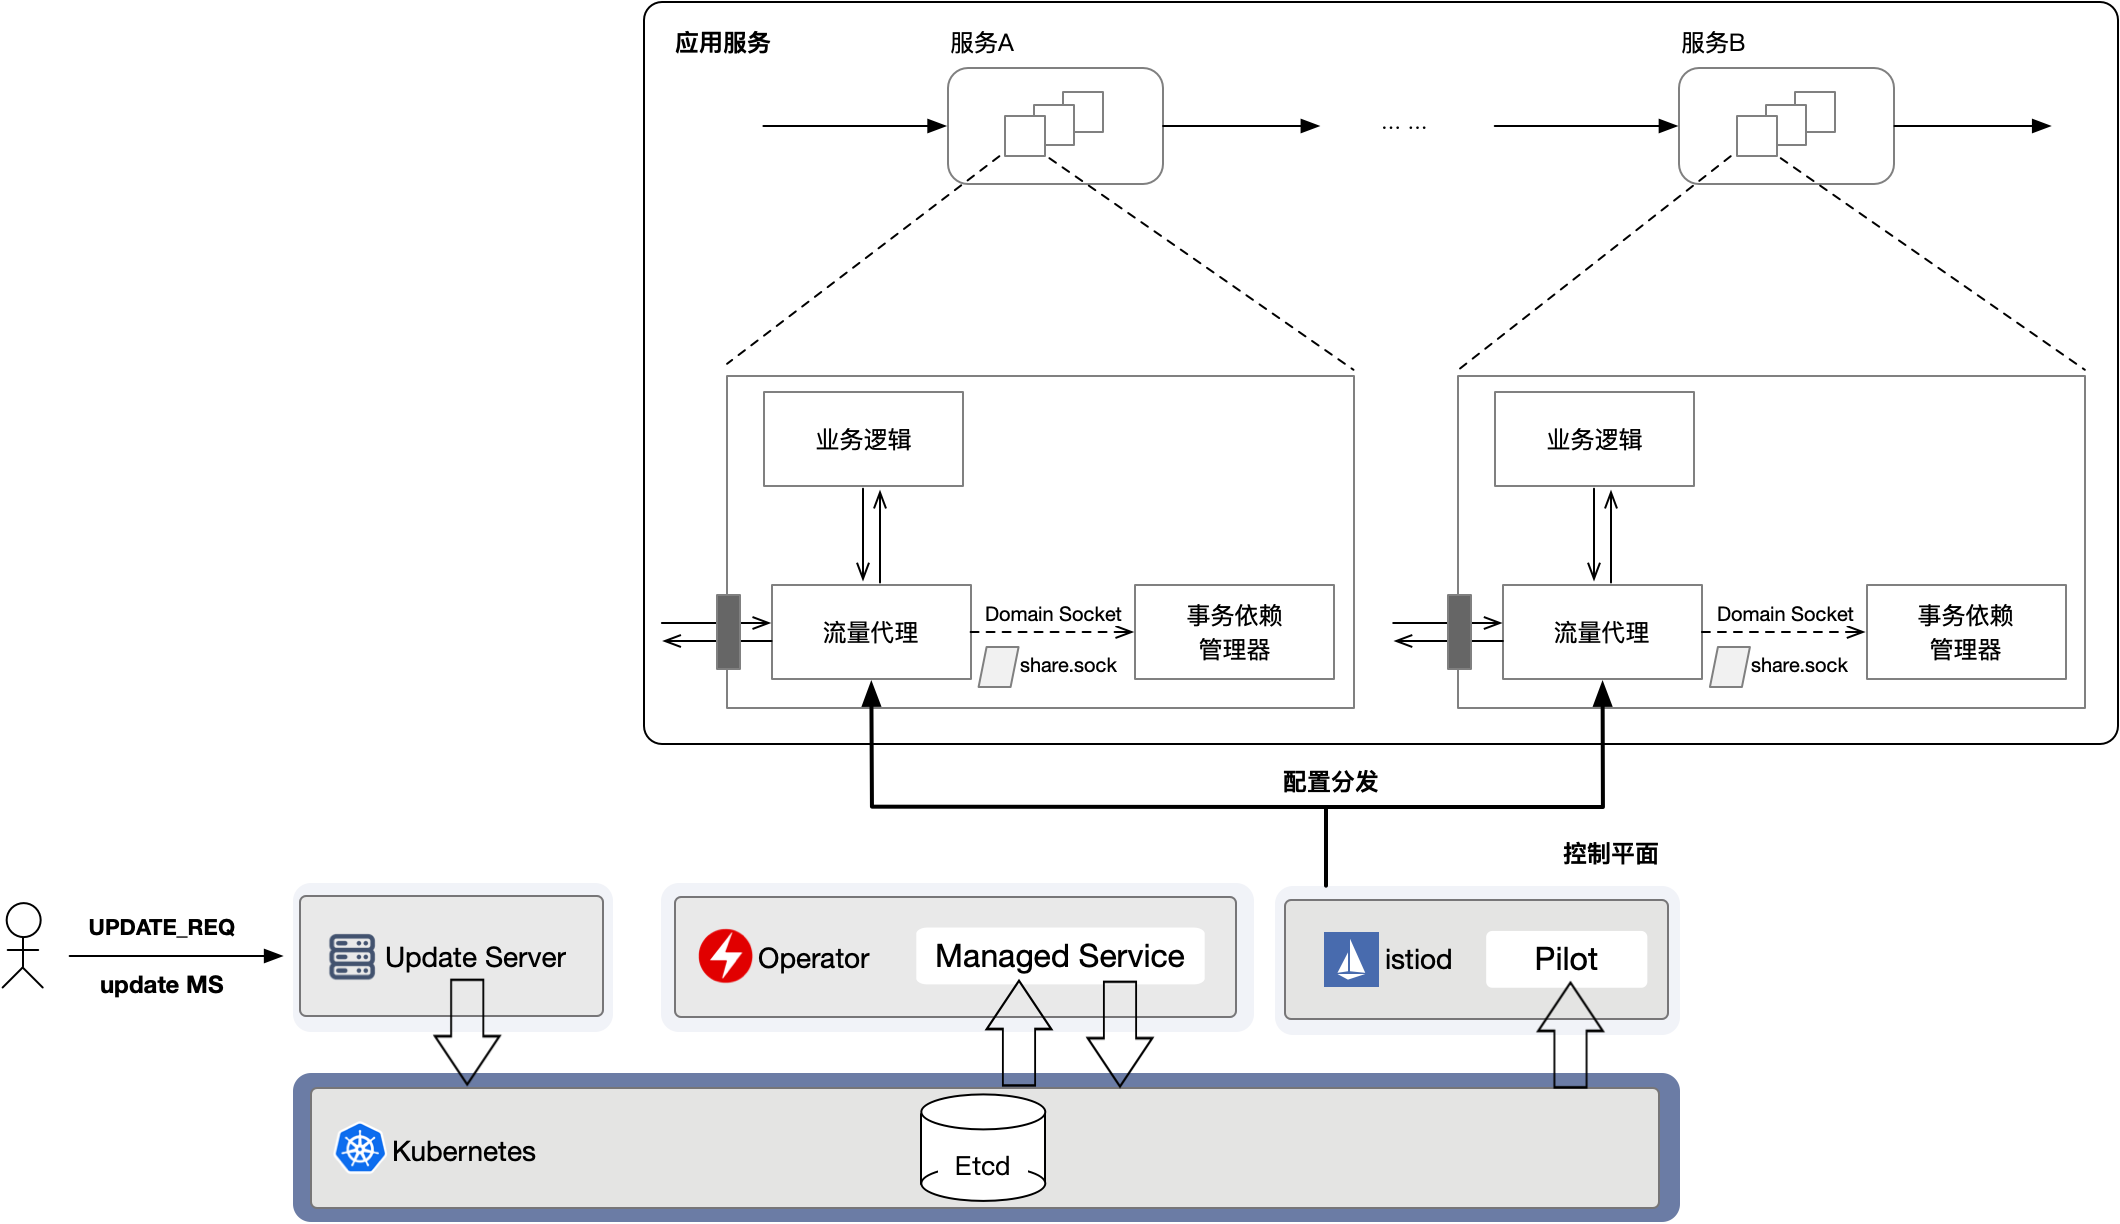 应用服务
服务A
服务B
... ...
业务逻辑
业务逻辑
流量代理
Domain Socket
share.sock
事务依赖
管理器
流量代理
Domain Socket
share.sock
事务依赖
管理器
配置分发
控制平面
UPDATE_REQ
update MS
Update Server
Operator
Managed Service
istiod
Pilot
Kubernetes
Etcd